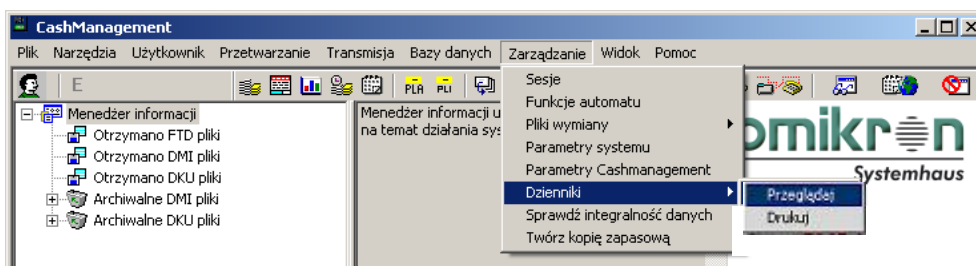 CashManagement
Plik Narzędzia Użytkownik Przetwarzanie Transmisja Bazy danych Zarządzanie Widok Pomoc
E PLA PLI
Menedżer informacji
Otrzymano FTD pliki
Otrzymano DMI pliki
Otrzymano DKU pliki
Archiwalne DMI pliki
Archiwalne DKU pliki
Menedżer informacji u
na temat działania sys
Sesje
Funkcje automatu
Pliki wymiany
Parametry systemu
Parametry Cashmanagement
Dzienniki
Sprawdź integralność danych
Twórz kopię zapasową
Przeglądaj
Drukuj
omikron
Systemhaus